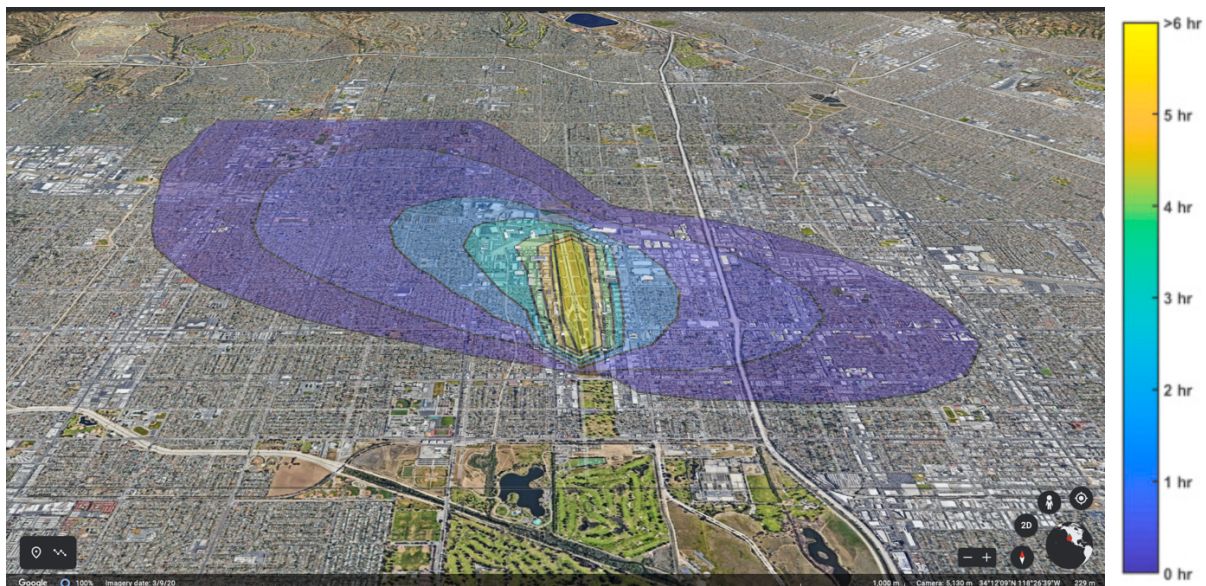 >6 hr
5 hr
4 hr
3 hr
2 hr
1 hr
0 hr
2D
Google 100% Imagery date: 3/9/20 1,000 m Camera: 5,130 m 34°12'09"N 118°26'39"W 229 m